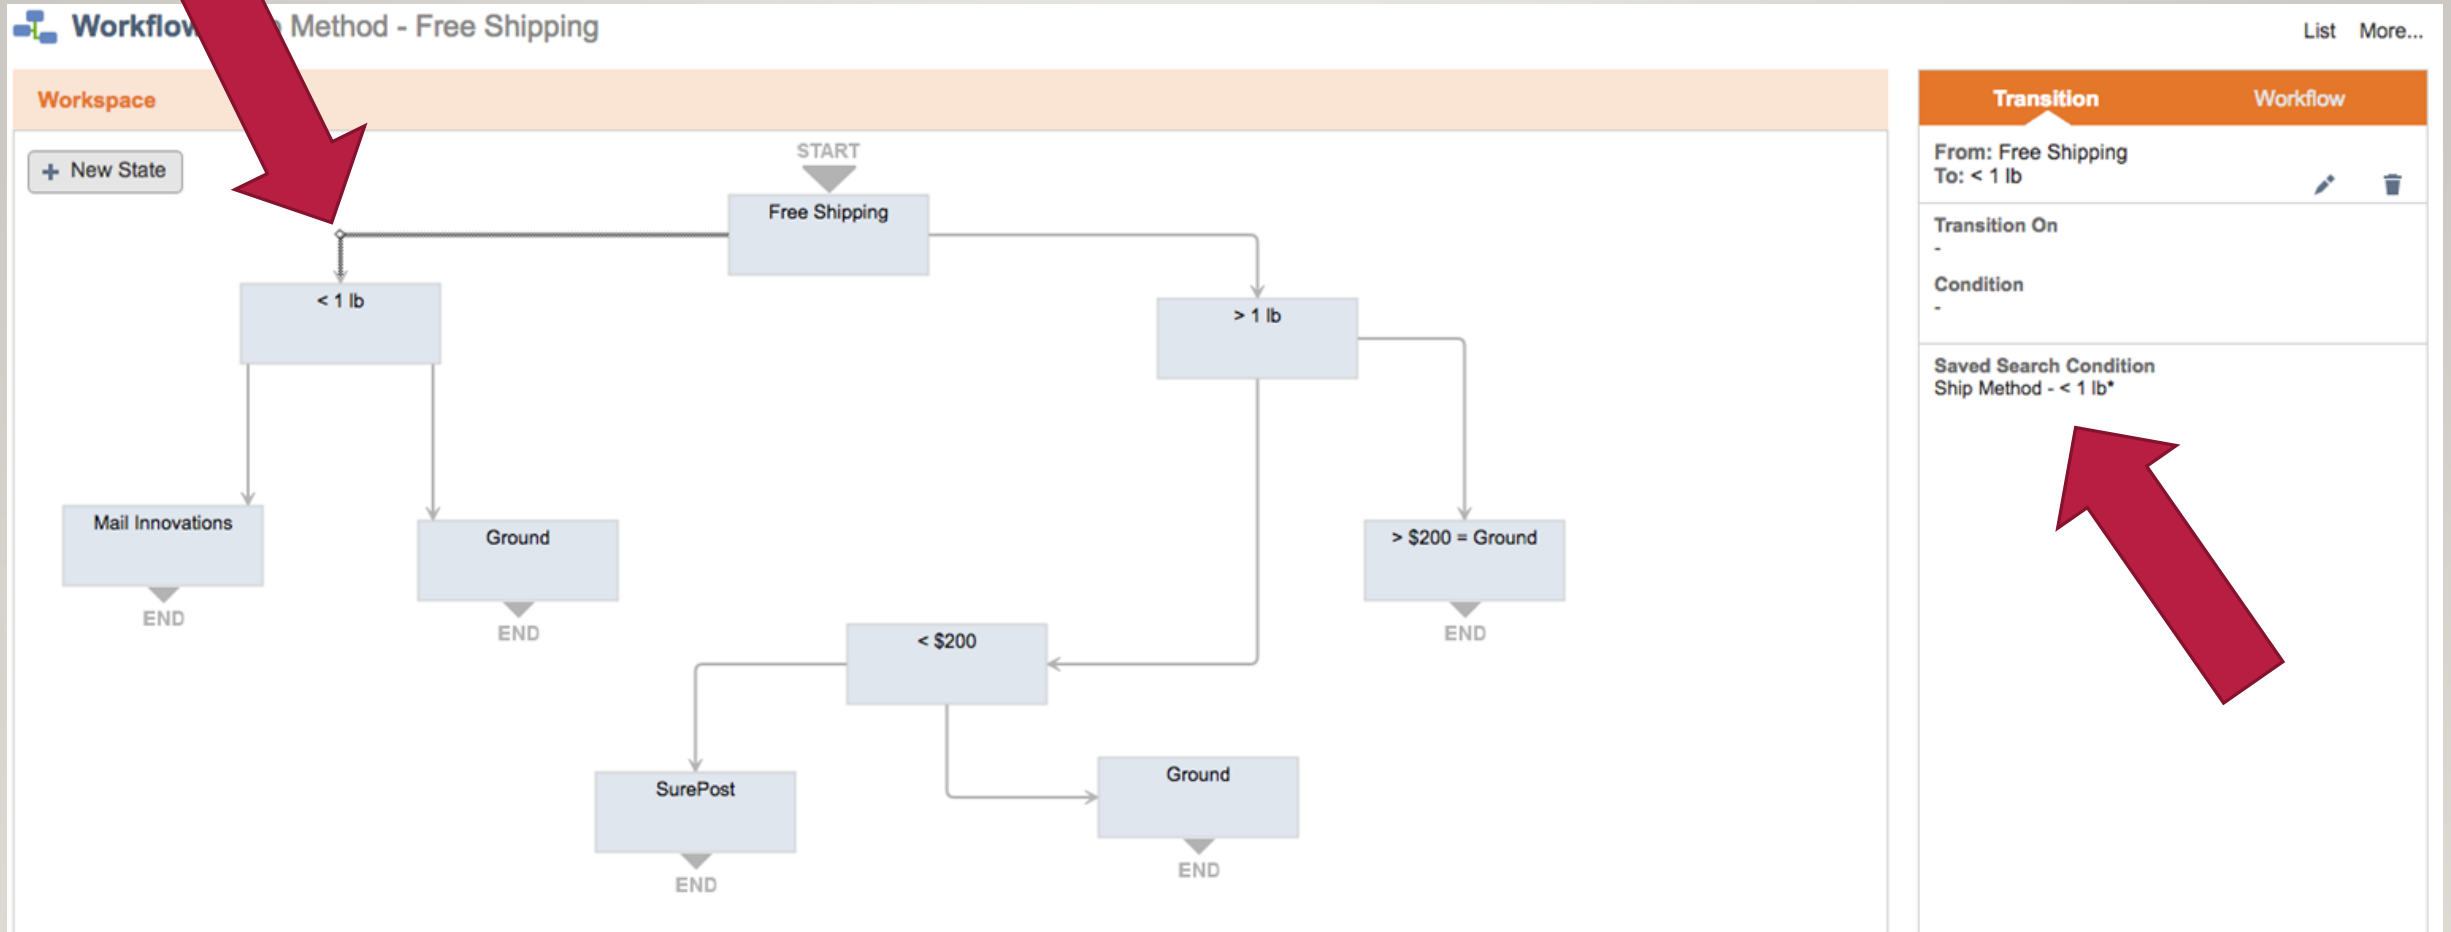 Workflow Method - Free Shipping
List More...
Workspace
Transition Workflow
+ New State
START
Free Shipping
< 1 lb
> 1 lb
Mail Innovations
Ground
> $200 = Ground
END
END
END
< $200
SurePost
Ground
END
END
From: Free Shipping
To: < 1 lb
Transition On
-
Condition
-
Saved Search Condition
Ship Method - < 1 lb*